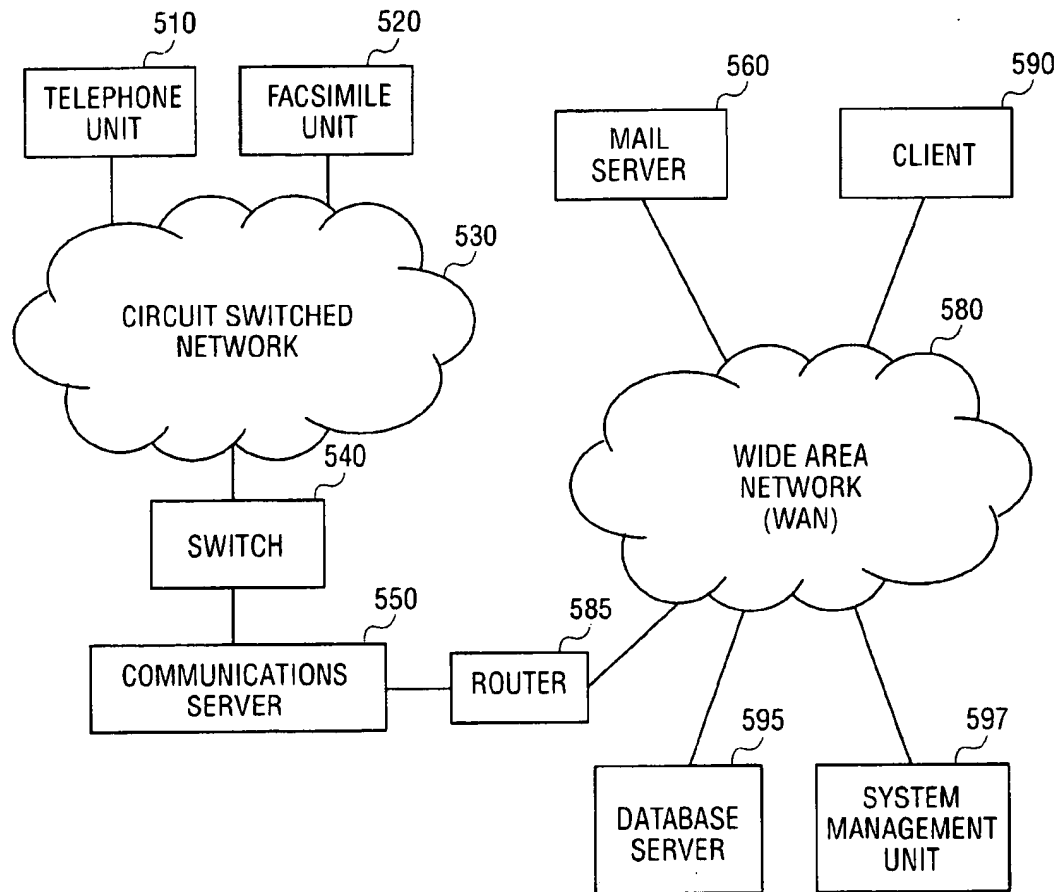 510
520
TELEPHONE
UNIT
FACSIMILE
UNIT
560
590
MAIL
SERVER
CLIENT
530
CIRCUIT SWITCHED
NETWORK
580
WIDE AREA
NETWORK
(WAN)
540
SWITCH
550
COMMUNICATIONS
SERVER
585
ROUTER
595
DATABASE
SERVER
597
SYSTEM
MANAGEMENT
UNIT